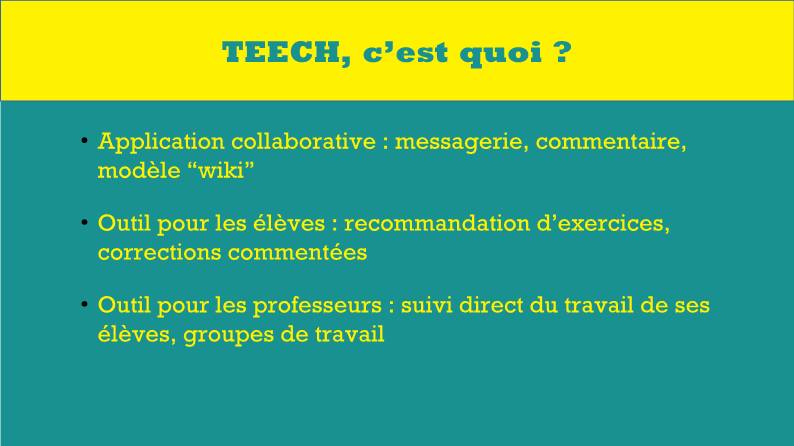 TEECH, c’est quoi ?
• Application collaborative : messagerie, commentaire,
modèle “wiki”
• Outil pour les élèves : recommandation d’exercices,
corrections commentées
• Outil pour les professeurs : suivi direct du travail de ses
élèves, groupes de travail